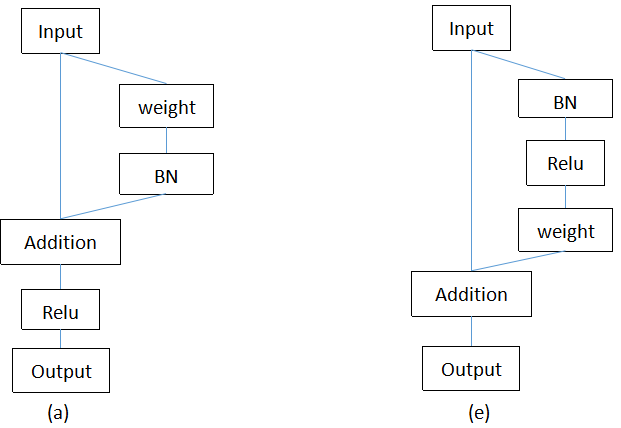 Input
weight
BN
Addition
Relu
Output
(a)
Input
BN
Relu
weight
Addition
Output
(e)